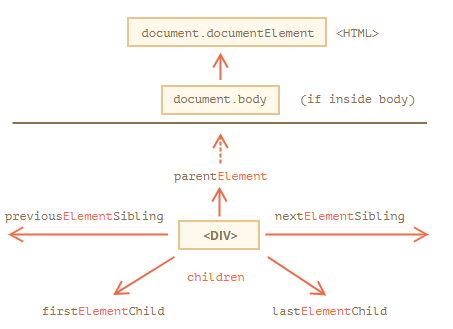 document.documentElement <HTML>
document.body (if inside body)
parentElement
previousElementSibling nextElementSibling
<DIV>
children
firstElementChild lastElementChild